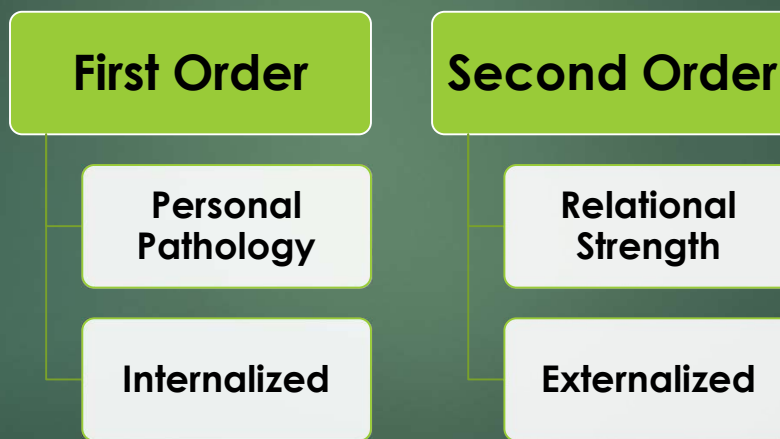 First Order
Personal
Pathology
Internalized
Second Order
Relational
Strength
Externalized